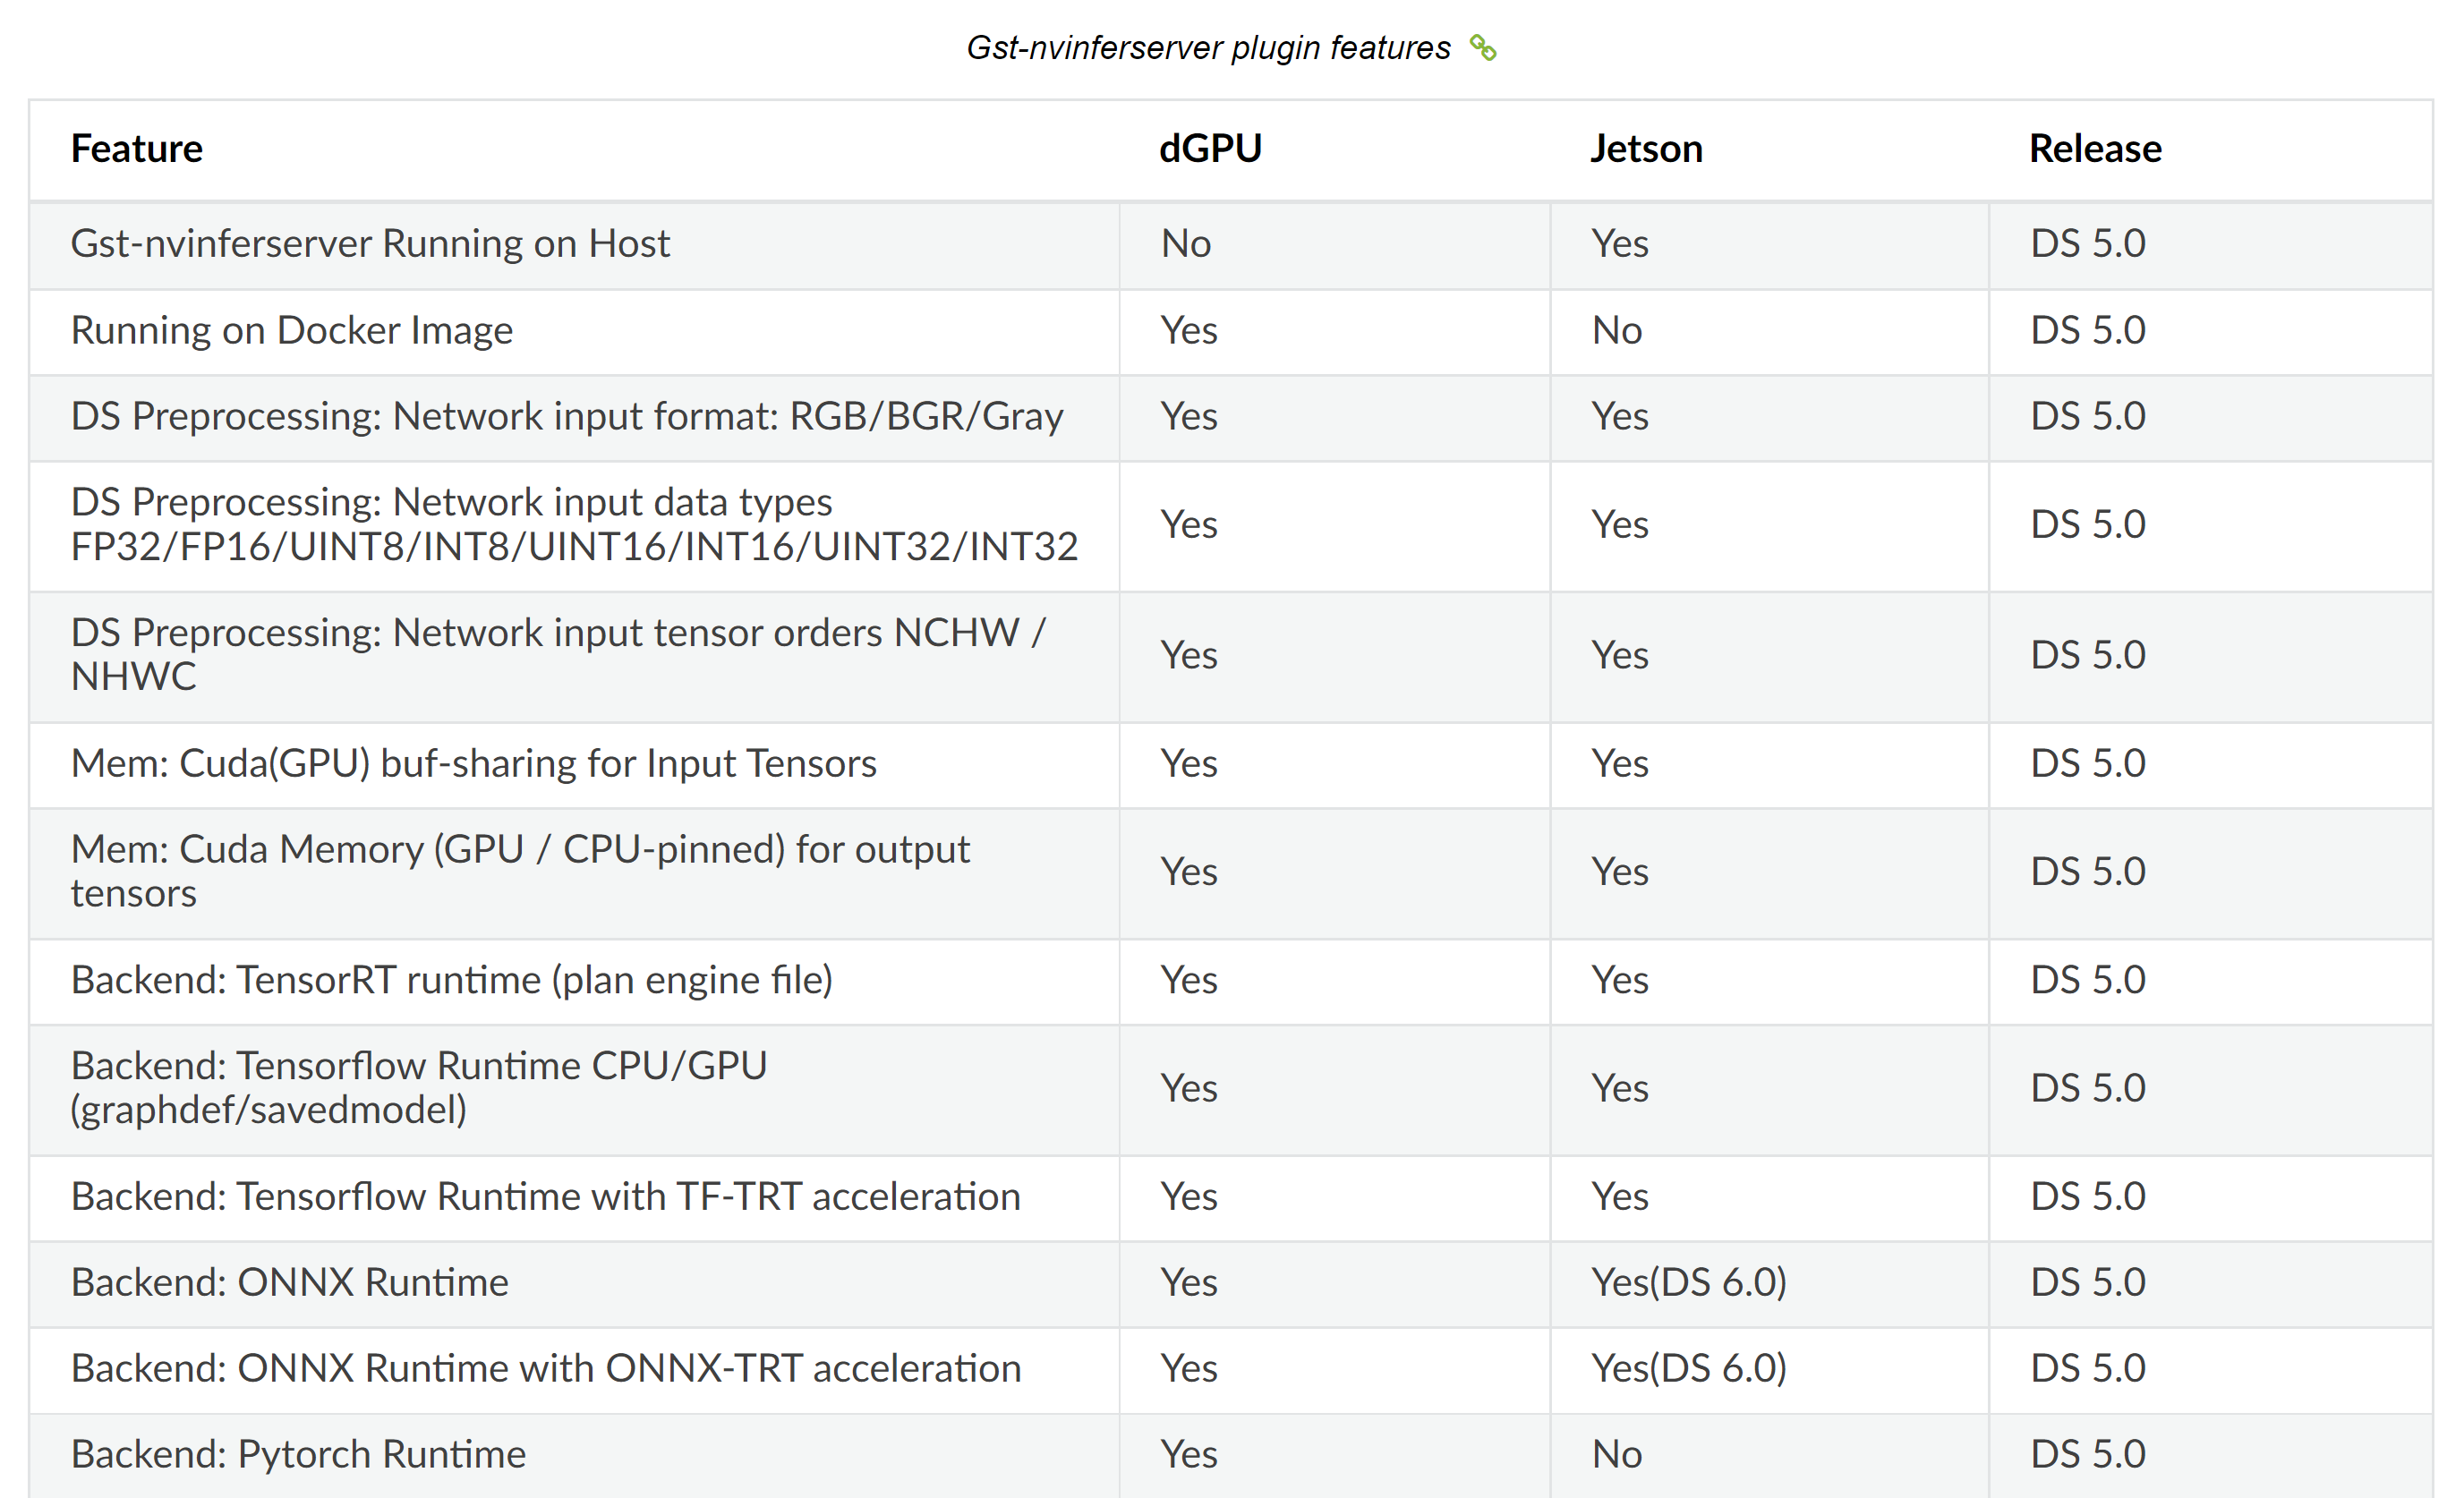 Gst-nvinferserver plugin features
Feature dGPU Jetson Release
Gst-nvinferserver Running on Host No Yes DS 5.0
Running on Docker Image Yes No DS 5.0
DS Preprocessing: Network input format: RGB/BGR/Gray Yes Yes DS 5.0
DS Preprocessing: Network input data types
FP32/FP16/UINT8/INT8/UINT16/INT16/UINT32/INT32 Yes Yes DS 5.0
DS Preprocessing: Network input tensor orders NCHW /
NHWC Yes Yes DS 5.0
Mem: Cuda(GPU) buf-sharing for Input Tensors Yes Yes DS 5.0
Mem: Cuda Memory (GPU / CPU-pinned) for output
tensors Yes Yes DS 5.0
Backend: TensorRT runtime (plan engine file) Yes Yes DS 5.0
Backend: Tensorflow Runtime CPU/GPU
(graphdef/savedmodel) Yes Yes DS 5.0
Backend: Tensorflow Runtime with TF-TRT acceleration Yes Yes DS 5.0
Backend: ONNX Runtime Yes Yes(DS 6.0) DS 5.0
Backend: ONNX Runtime with ONNX-TRT acceleration Yes Yes(DS 6.0) DS 5.0
Backend: Pytorch Runtime Yes No DS 5.0